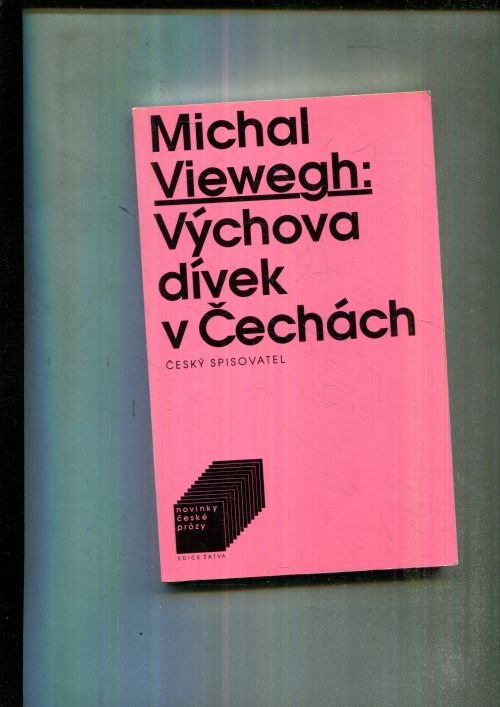 Michal
Viewegh:
Výchova
dívek
v Čechách
ČESKÝ SPISOVATEL
novinky
české
prózy
EDICE ŽATVA